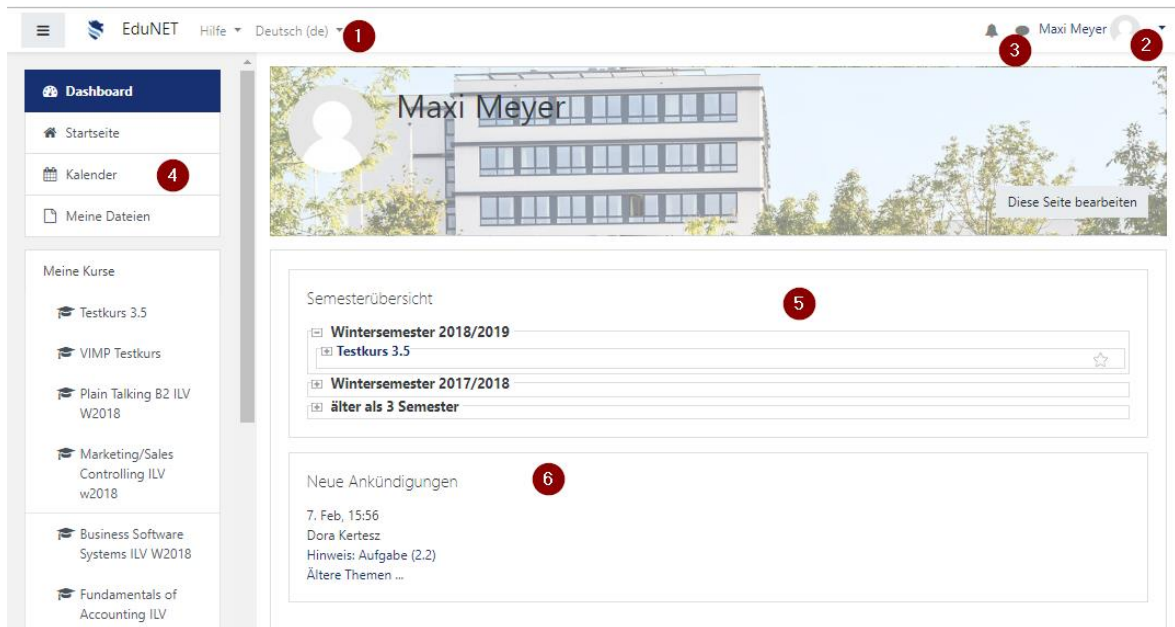 EduNET Hilfe Deutsch (de) 1
3 Maxi Meyer 2
Dashboard
Startseite
Kalender 4
Meine Dateien
Meine Kurse
Testkurs 3.5
VIMP Testkurs
Plain Talking B2 ILV
W2018
Marketing/Sales
Controlling ILV
w2018
Business Software
Systems ILV W2018
Fundamentals of
Accounting ILV
Maxi Meyer
Diese Seite bearbeiten
Semesterübersicht 5
Wintersemester 2018/2019
Testkurs 3.5
Wintersemester 2017/2018
älter als 3 Semester
Neue Ankündigungen 6
7. Feb, 15:56
Dora Kertesz
Hinweis: Aufgabe (2.2)
Ältere Themen ...